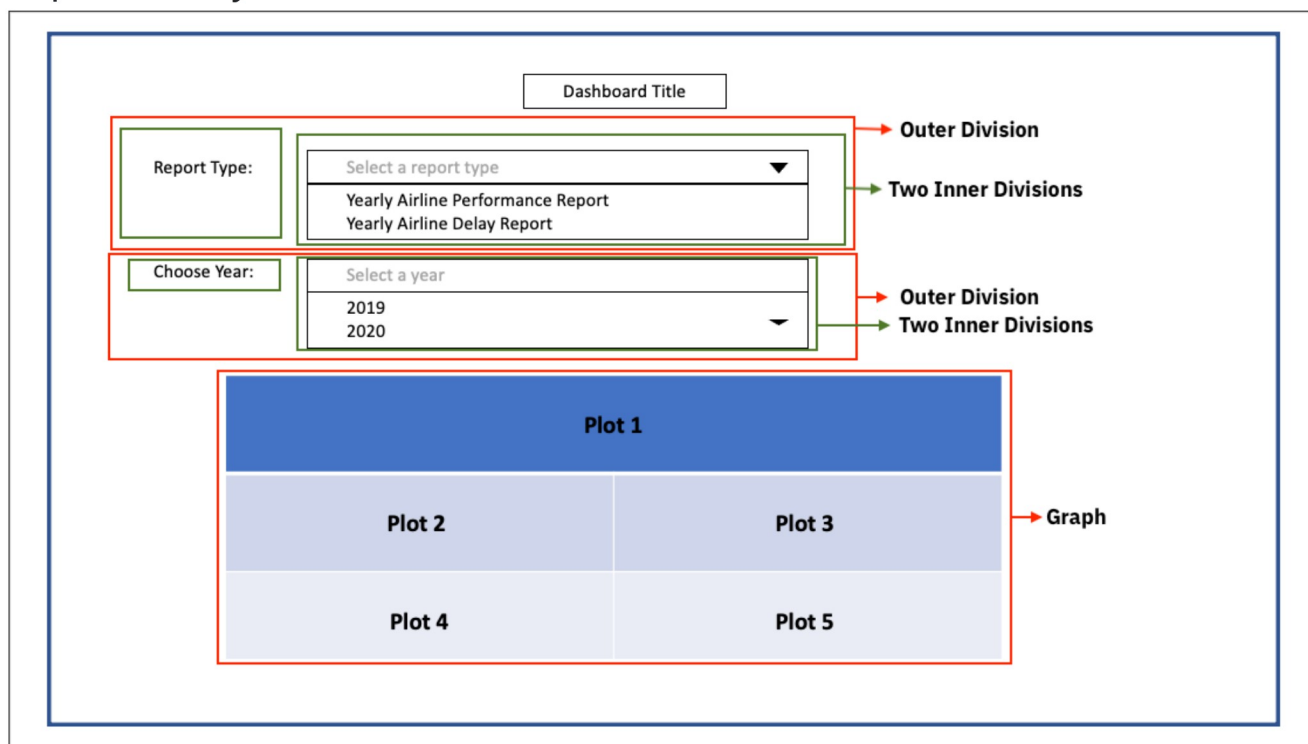 Dashboard Title
Outer Division
Report Type:
Select a report type
Two Inner Divisions
Yearly Airline Performance Report
Yearly Airline Delay Report
Choose Year:
Select a year
Outer Division
2019
Two Inner Divisions
2020
Plot 1
Plot 2
Plot 3
Graph
Plot 4
Plot 5